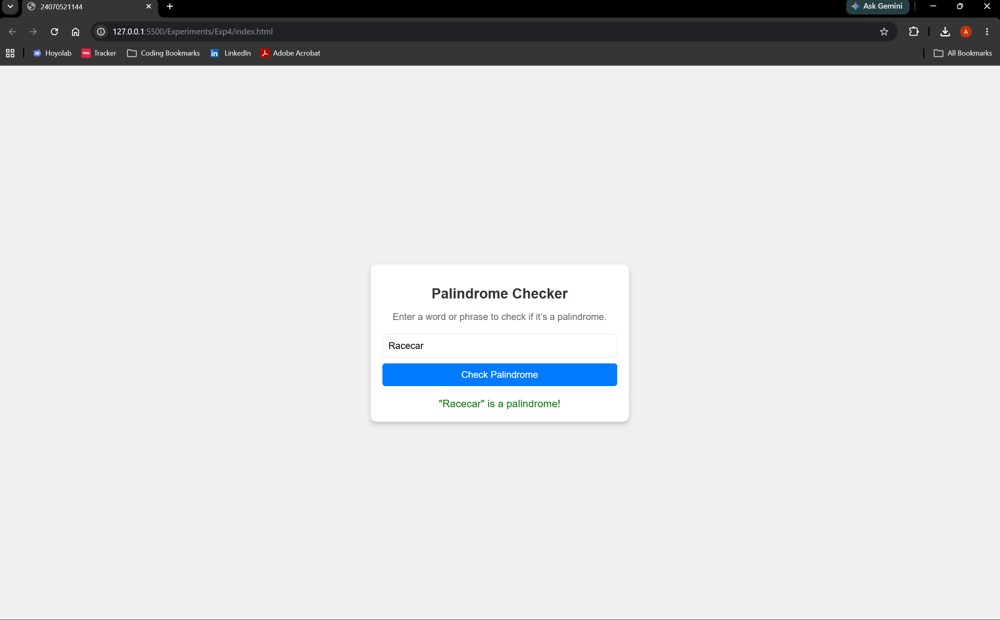 24070521144
Ask Gemini
127.0.0.1:5500/Experiments/Exp4/index.html
A
Hoyolab
TRN Tracker
Coding Bookmarks
in LinkedIn
Adobe Acrobat
All Bookmarks
Palindrome Checker
Enter a word or phrase to check if it’s a palindrome.
Racecar
Check Palindrome
"Racecar" is a palindrome!